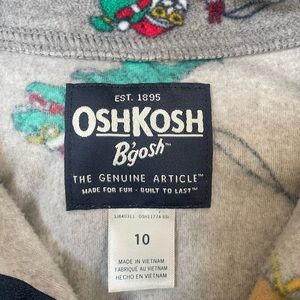 EST. 1895
OSHKOSH
B'gosh™
THE GENUINE ARTICLE™
MADE FOR FUN · BUILT TO LAST™
10
MADE IN VIETNAM
FABRIQUÉ AU VIETNAM
HECHO EN VIETNAM